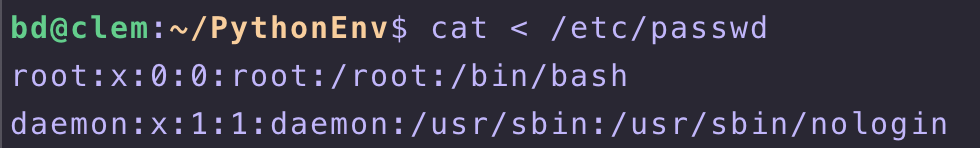 bd@clem:~/PythonEnv$ cat < /etc/passwd
root:x:0:0:root:/root:/bin/bash
daemon:x:1:1:daemon:/usr/sbin:/usr/sbin/nologin